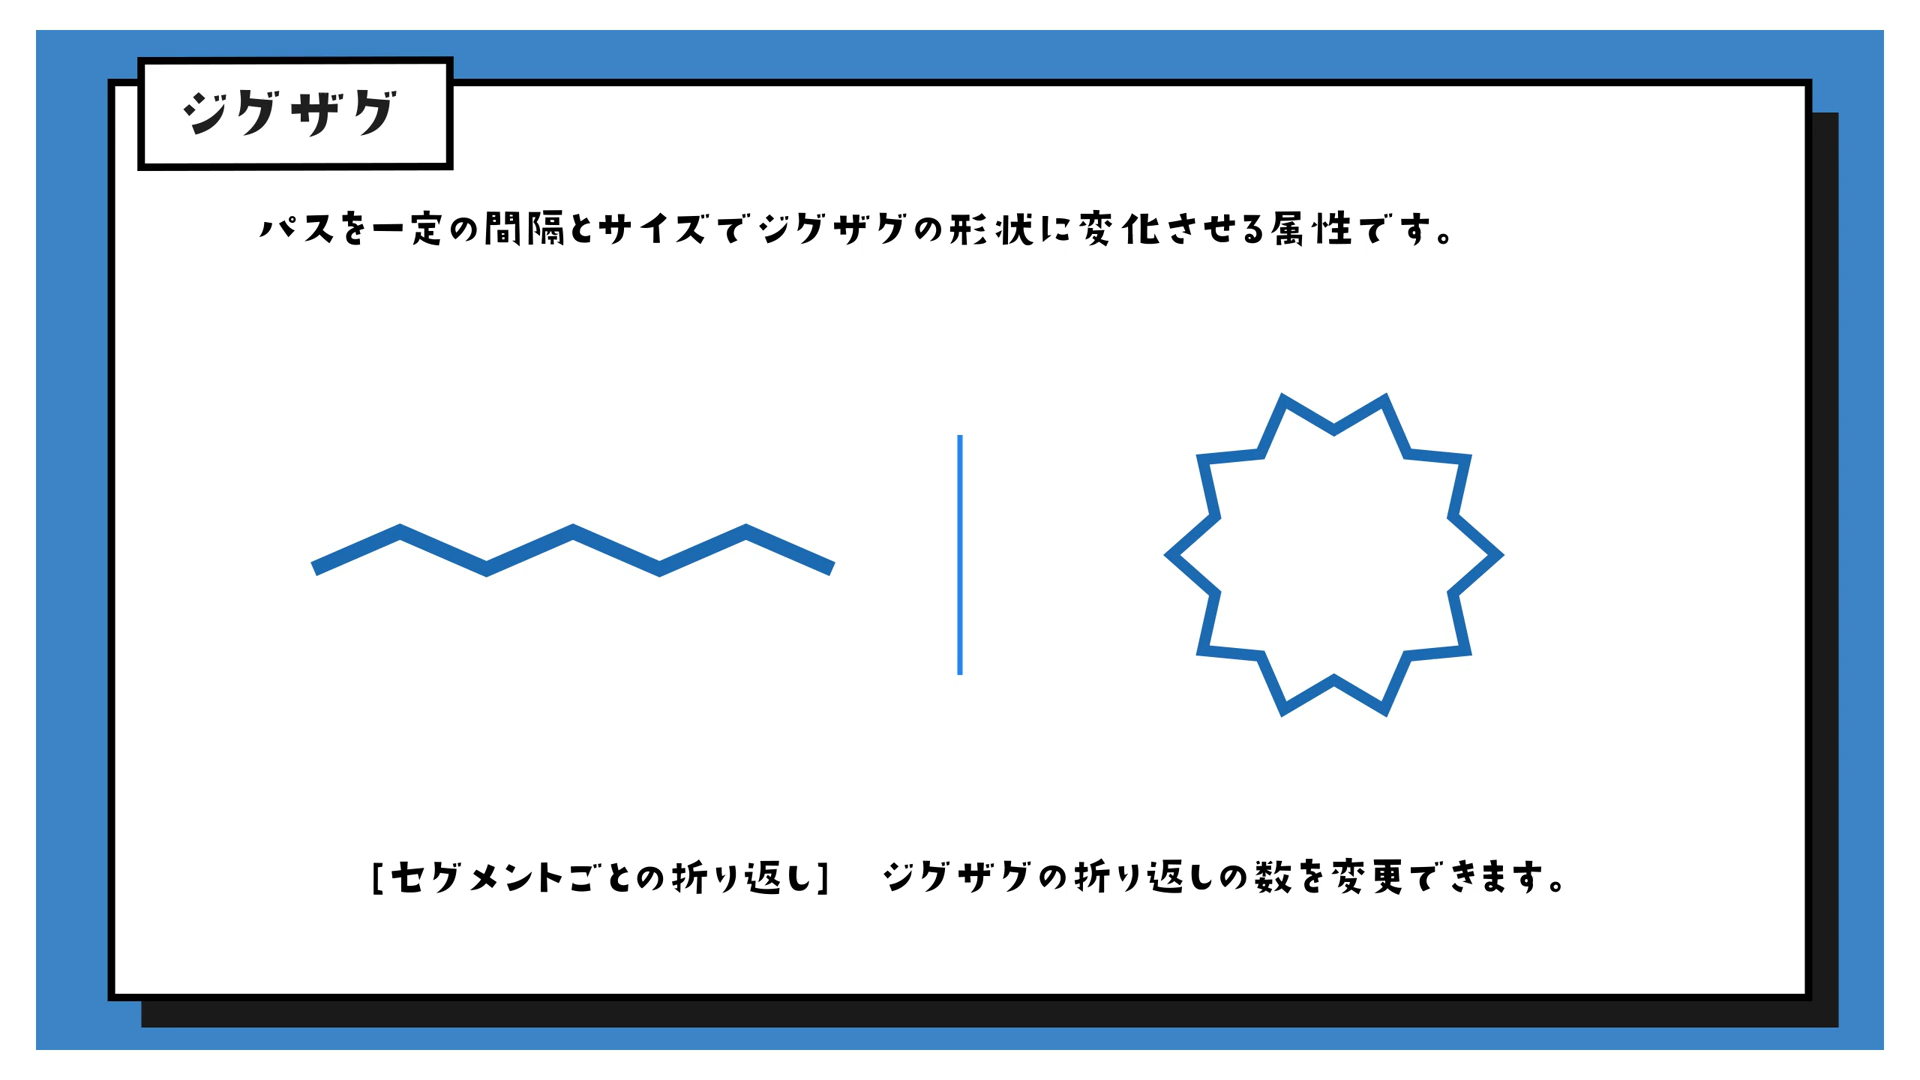 ジグザグ
パスを一定の間隔とサイズでジグザグの形状に変化させる属性です。
[セグメントごとの折り返し]　ジグザグの折り返しの数を変更できます。